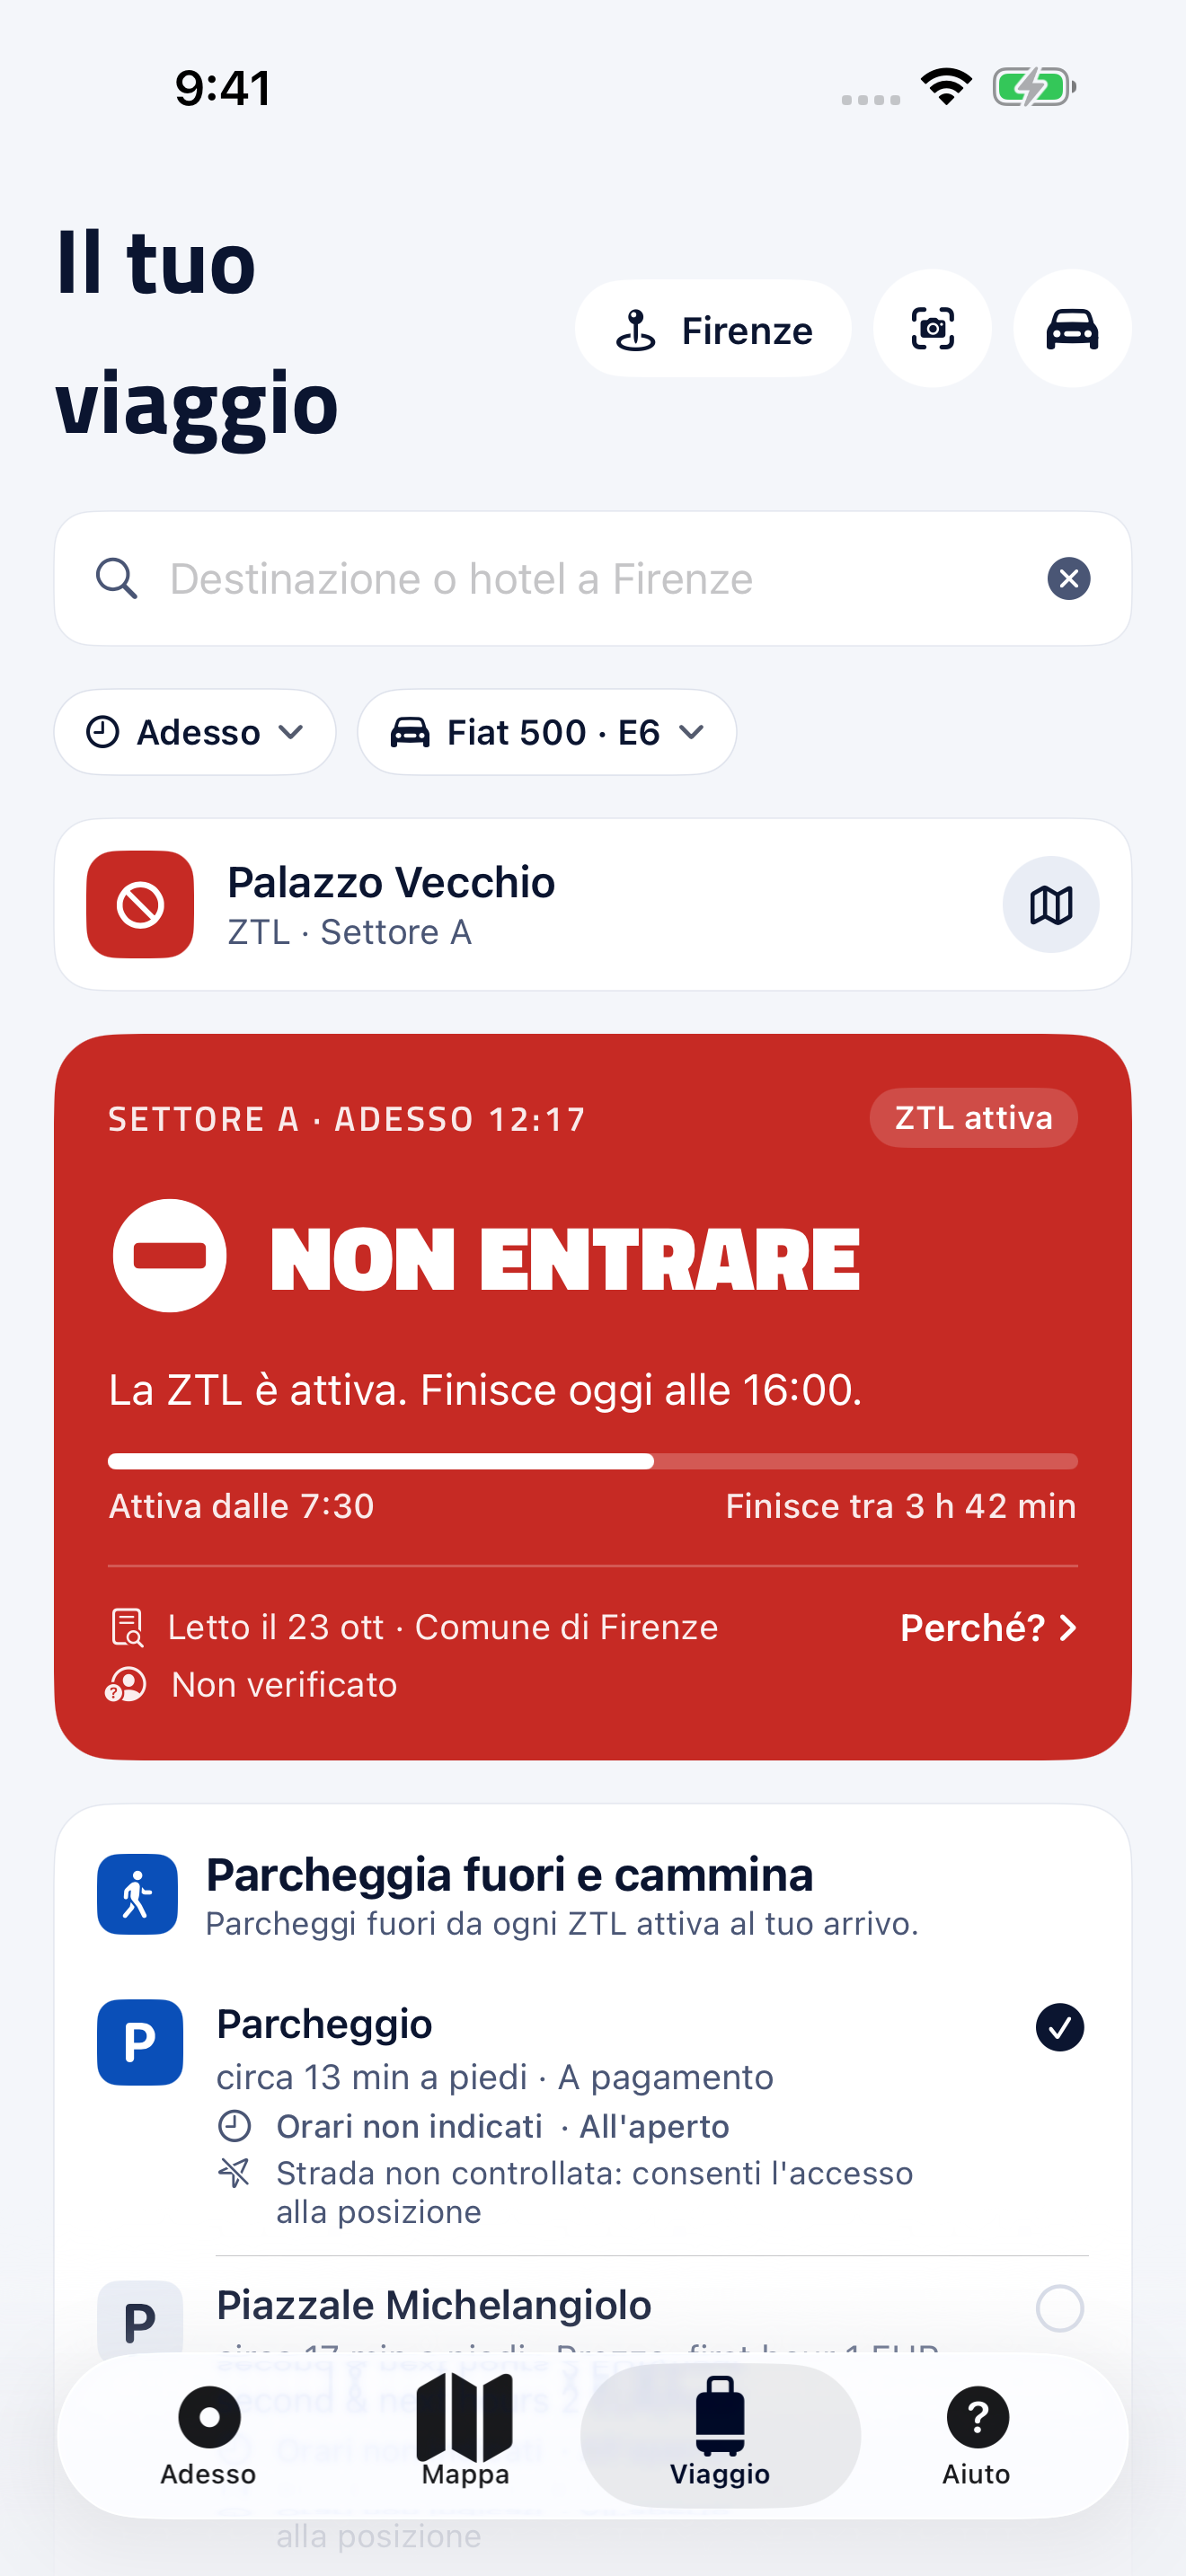 9:41
Il tuo
viaggio
Firenze
Destinazione o hotel a Firenze
Adesso
Fiat 500 · E6
Palazzo Vecchio
ZTL · Settore A
SETTORE A · ADESSO 12:17
ZTL attiva
NON ENTRARE
La ZTL è attiva. Finisce oggi alle 16:00.
Attiva dalle 7:30
Finisce tra 3 h 42 min
Letto il 23 ott · Comune di Firenze
Perché?
Non verificato
Parcheggia fuori e cammina
Parcheggi fuori da ogni ZTL attiva al tuo arrivo.
P
Parcheggio
circa 13 min a piedi · A pagamento
Orari non indicati · All'aperto
Strada non controllata: consenti l'accesso
alla posizione
P
Piazzale Michelangiolo
Adesso
Mappa
Viaggio
Aiuto
alla posizione